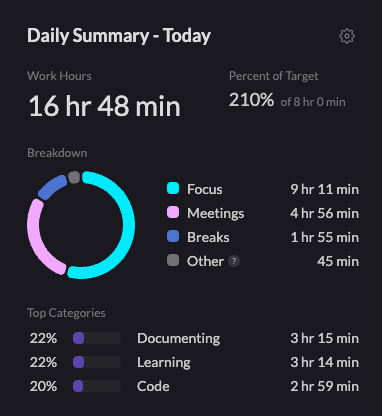 Daily Summary - Today
Work Hours
Percent of Target
16 hr 48 min
210% of 8 hr 0 min
Breakdown
Focus 9 hr 11 min
Meetings 4 hr 56 min
Breaks 1 hr 55 min
Other ? 45 min
Top Categories
22% Documenting 3 hr 15 min
22% Learning 3 hr 14 min
20% Code 2 hr 59 min